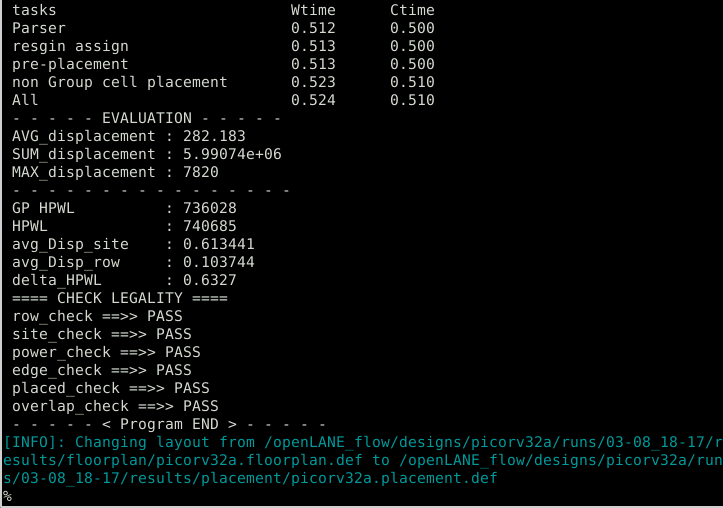 tasks Wtime Ctime
Parser 0.512 0.500
resgin assign 0.513 0.500
pre-placement 0.513 0.500
non Group cell placement 0.523 0.510
All 0.524 0.510
- - - - - EVALUATION - - - - -
AVG_displacement : 282.183
SUM_displacement : 5.99074e+06
MAX_displacement : 7820
- - - - - - - - - - - - - - - -
GP HPWL : 736028
HPWL : 740685
avg_Disp_site : 0.613441
avg_Disp_row : 0.103744
delta_HPWL : 0.6327
==== CHECK LEGALITY ====
row_check ==>> PASS
site_check ==>> PASS
power_check ==>> PASS
edge_check ==>> PASS
placed_check ==>> PASS
overlap_check ==>> PASS
- - - - - < Program END > - - - - -
[INFO]: Changing layout from /openLANE_flow/designs/picorv32a/runs/03-08_18-17/r
esults/floorplan/picorv32a.floorplan.def to /openLANE_flow/designs/picorv32a/run
s/03-08_18-17/results/placement/picorv32a.placement.def
%